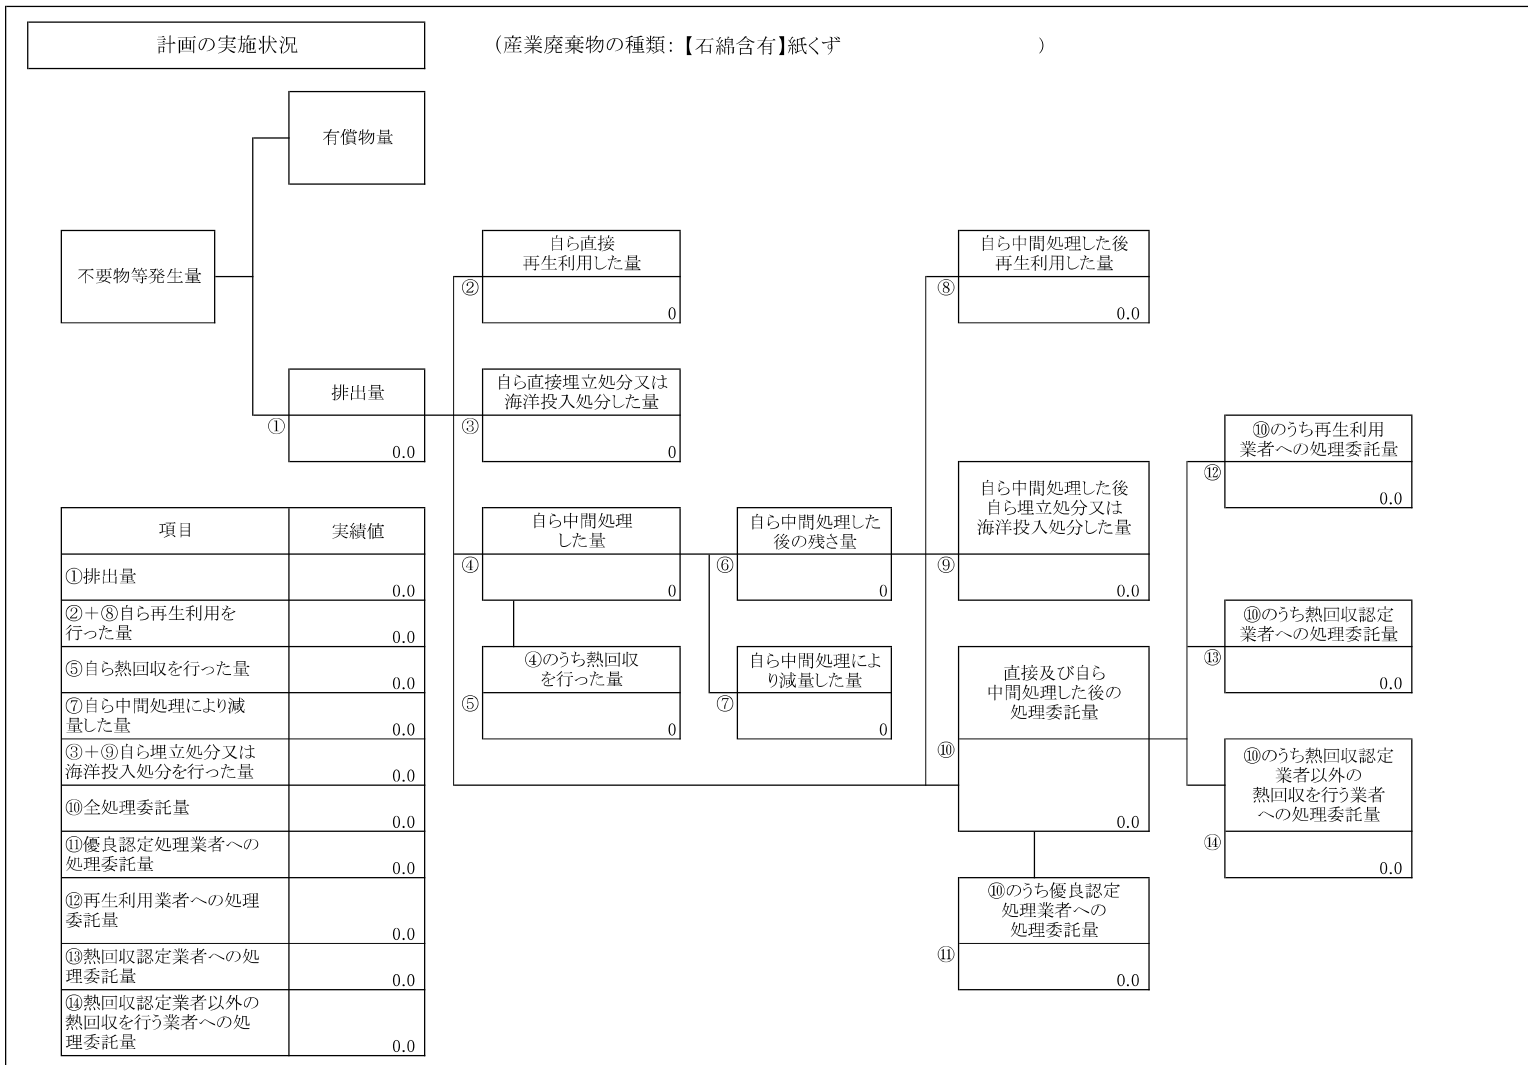 計画の実施状況
（産業廃棄物の種類：【石綿含有】紙くず　）
有償物量
不要物等発生量
排出量
①
0.0
自ら直接
再生利用した量
②
0
自ら直接埋立処分又は
海洋投入処分した量
③
0
自ら中間処理
した量
④
0
④のうち熱回収
を行った量
⑤
0
自ら中間処理した
後の残さ量
⑥
0
自ら中間処理によ
り減量した量
⑦
0
自ら中間処理した後
再生利用した量
⑧
0.0
自ら中間処理した後
自ら埋立処分又は
海洋投入処分した量
⑨
0.0
直接及び自ら
中間処理した後の
処理委託量
⑩
0.0
⑩のうち優良認定
処理業者への
処理委託量
⑪
0.0
⑩のうち再生利用
業者への処理委託量
⑫
0.0
⑩のうち熱回収認定
業者への処理委託量
⑬
0.0
⑩のうち熱回収認定
業者以外の
熱回収を行う業者
への処理委託量
⑭
0.0
項目 実績値
①排出量
0.0
②＋⑧自ら再生利用を
行った量
0.0
⑤自ら熱回収を行った量
0.0
⑦自ら中間処理により減
量した量
0.0
③＋⑨自ら埋立処分又は
海洋投入処分を行った量
0.0
⑩全処理委託量
0.0
⑪優良認定処理業者への
処理委託量
0.0
⑫再生利用業者への処理
委託量
0.0
⑬熱回収認定業者への処
理委託量
0.0
⑭熱回収認定業者以外の
熱回収を行う業者への処
理委託量
0.0